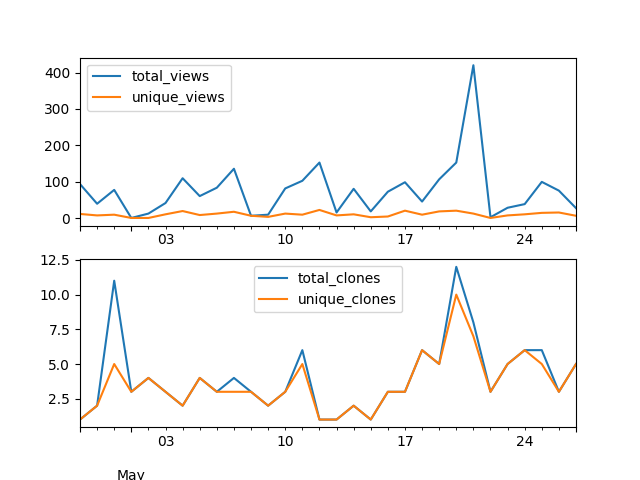 total_views
unique_views
400
300
200
100
0
03 10 17 24
total_clones
unique_clones
12.5
10.0
7.5
5.0
2.5
03 10 17 24
May